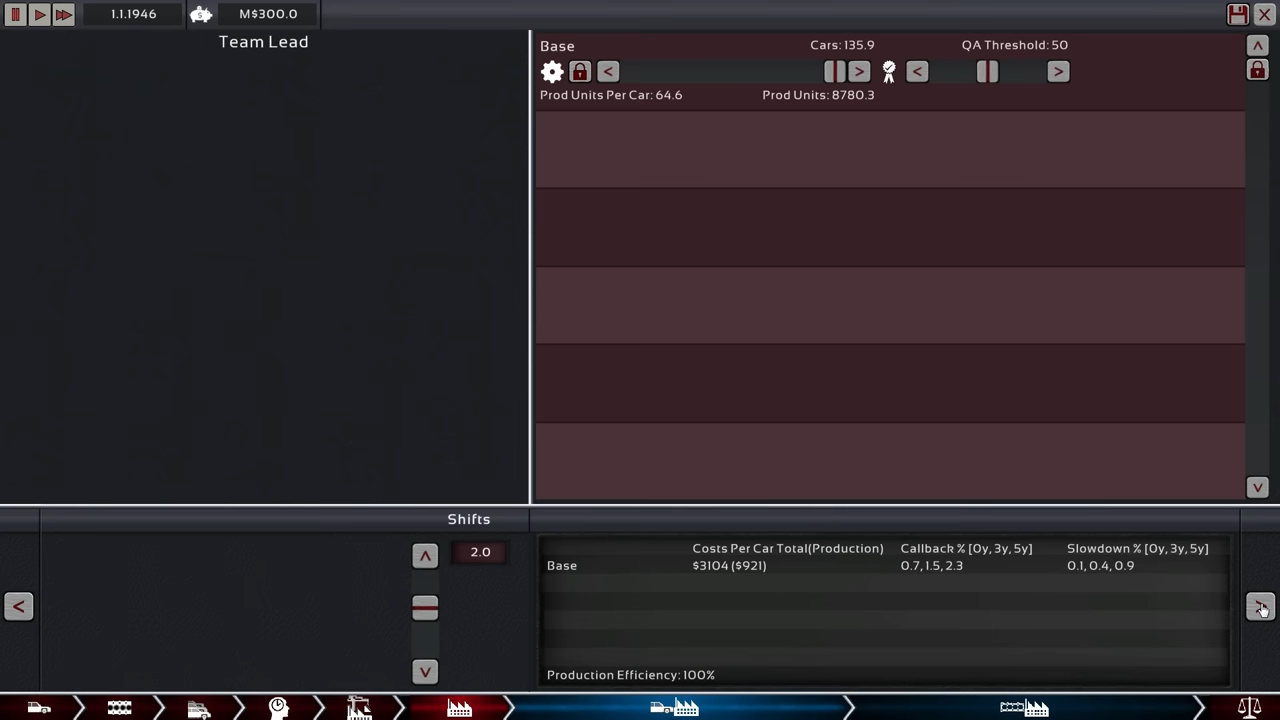 1.1.1946
M$300.0
Team Lead
Base
Cars: 135.9
QA Threshold: 50
Prod Units Per Car: 64.6
Prod Units: 8780.3
Shifts
2.0
Costs Per Car Total(Production)
Callback % [0y, 3y, 5y]
Slowdown % [0y, 3y, 5y]
Base
$3104 ($921)
0.7, 1.5, 2.3
0.1, 0.4, 0.9
Production Efficiency: 100%